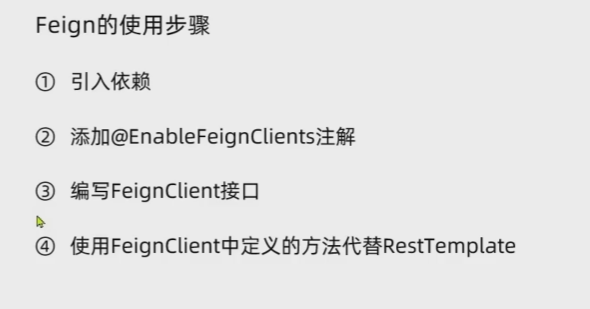 Feign的使用步骤
① 引入依赖
② 添加@EnableFeignClients注解
③ 编写FeignClient接口
④ 使用FeignClient中定义的方法代替RestTemplate